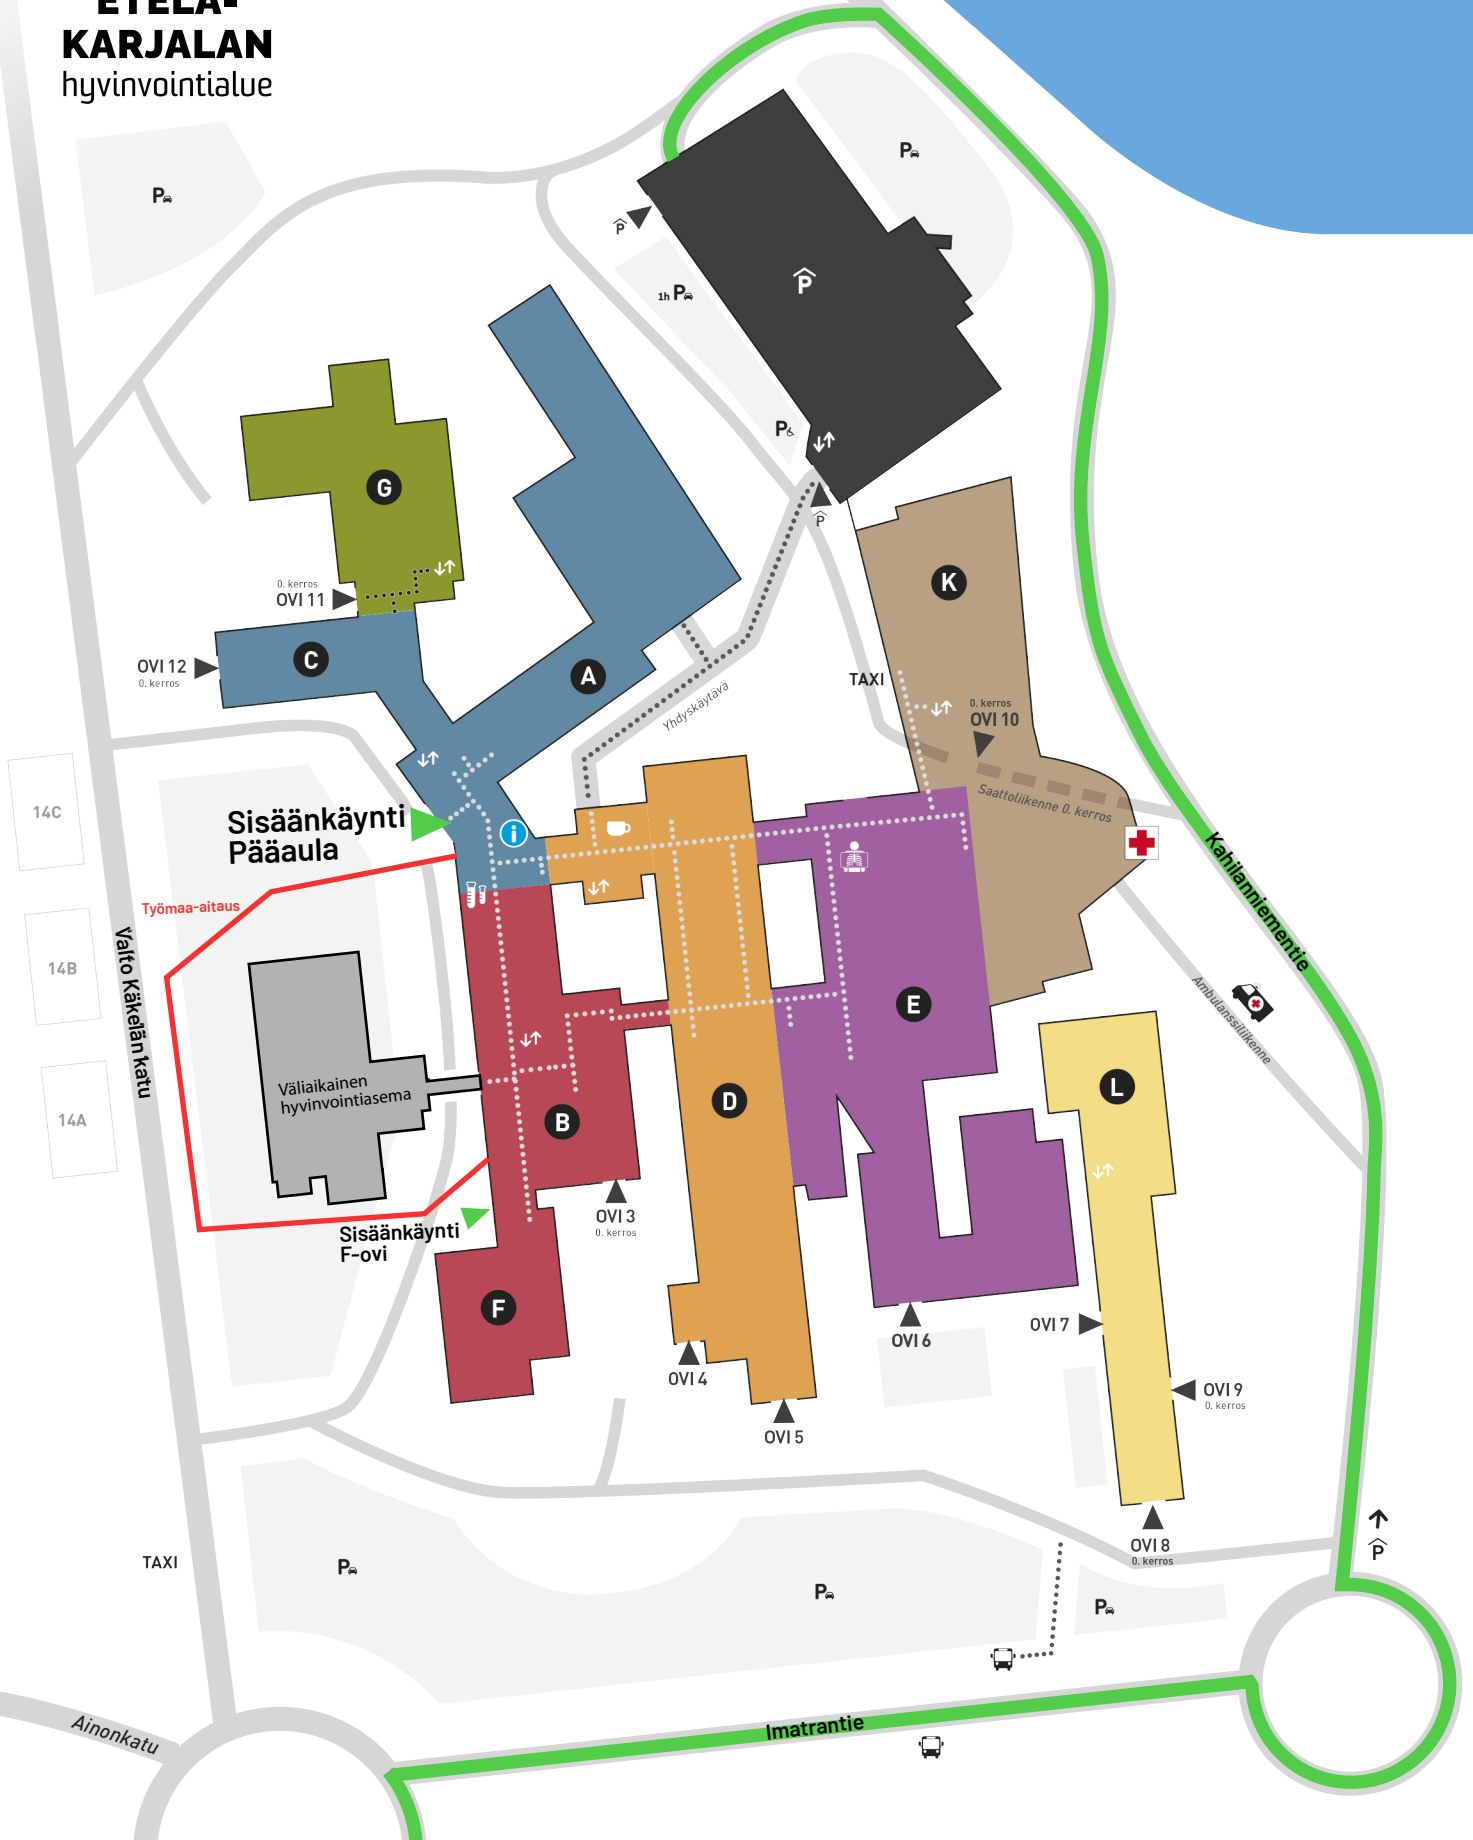 ETELÄ-
KARJALAN
hyvinvointialue
P
P
P
P
1h P
P
P
G
K
0. kerros
OVI 11
C
OVI 12
0. kerros
A
TAXI
0. kerros
OVI 10
Yhdyskäytävä
Saattoliikenne 0. kerros
14C
Sisäänkäynti
Pääaula
i
Kahilanniementie
Työmaa-aitaus
14B
Valto Käkelän katu
E
Ambulanssiliikenne
Väliaikainen
hyvinvointiasema
L
D
B
14A
OVI 3
0. kerros
Sisäänkäynti
F-ovi
F
OVI 7
OVI 6
OVI 4
OVI 9
0. kerros
OVI 5
OVI 8
0. kerros
P
TAXI
P
P
P
Imatrantie
Ainonkatu